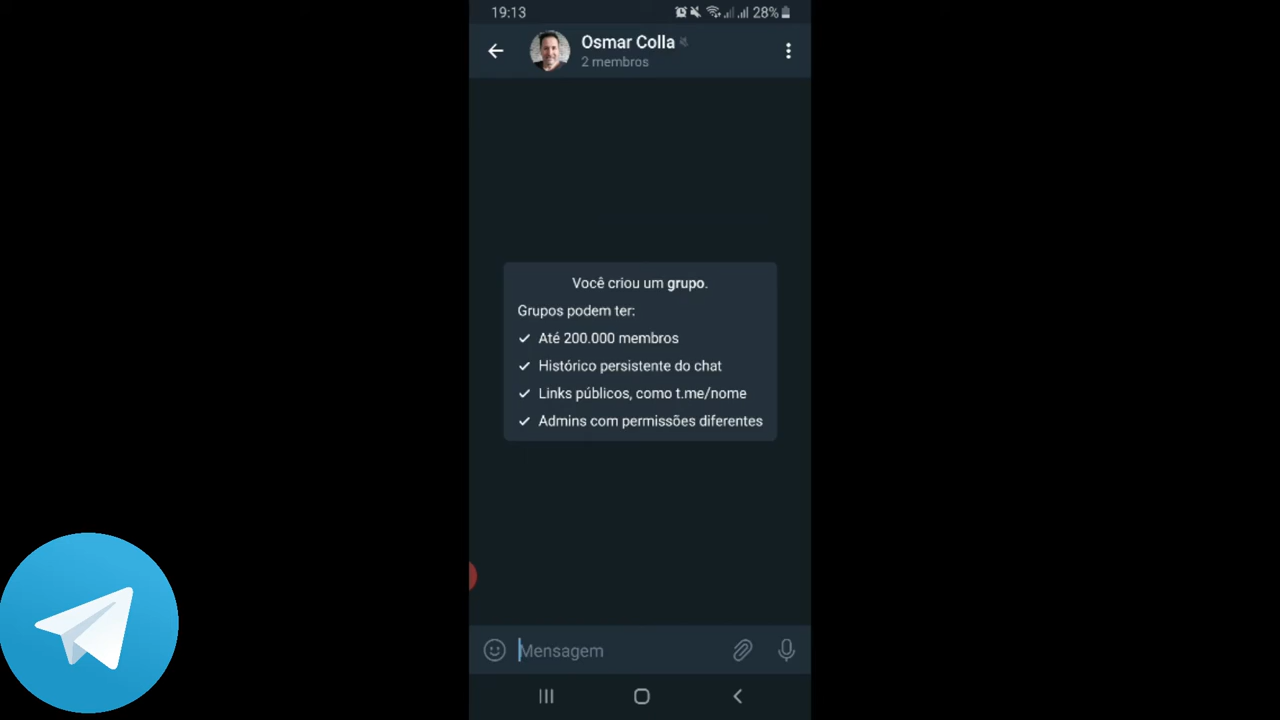 19:13
28%
Osmar Colla
2 membros
Você criou um grupo.
Grupos podem ter:
Até 200.000 membros
Histórico persistente do chat
Links públicos, como t.me/nome
Admins com permissões diferentes
Mensagem